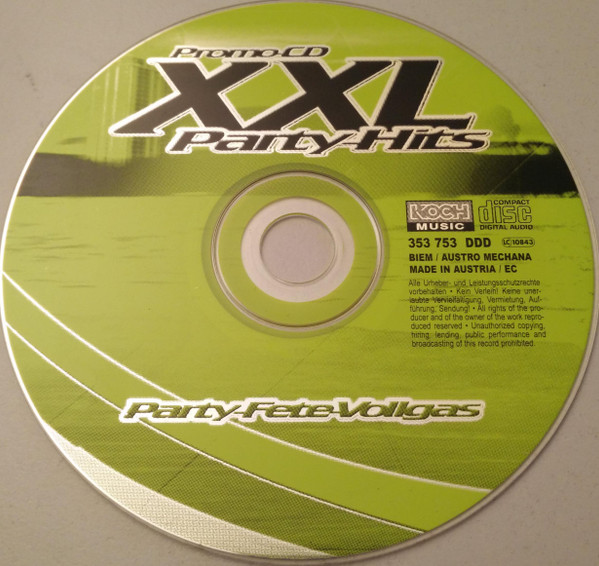 Promo-CD
XXL
Party-Hits
KOCH
MUSIC
COMPACT
disc
DIGITAL AUDIO
353 753 DDD LC 10843
BIEM / AUSTRO MECHANA
MADE IN AUSTRIA / EC
Alle Urheber- und Leistungsschutzrechte
vorbehalten • Kein Verleih! Keine uner-
laubte Vervielfältigung, Vermietung, Auf-
führung, Sendung! • All rights of the pro-
ducer and of the owner of the work repro-
duced reserved • Unauthorized copying,
hiring, lending, public performance and
broadcasting of this record prohibited.
Party-Fete-Vollgas